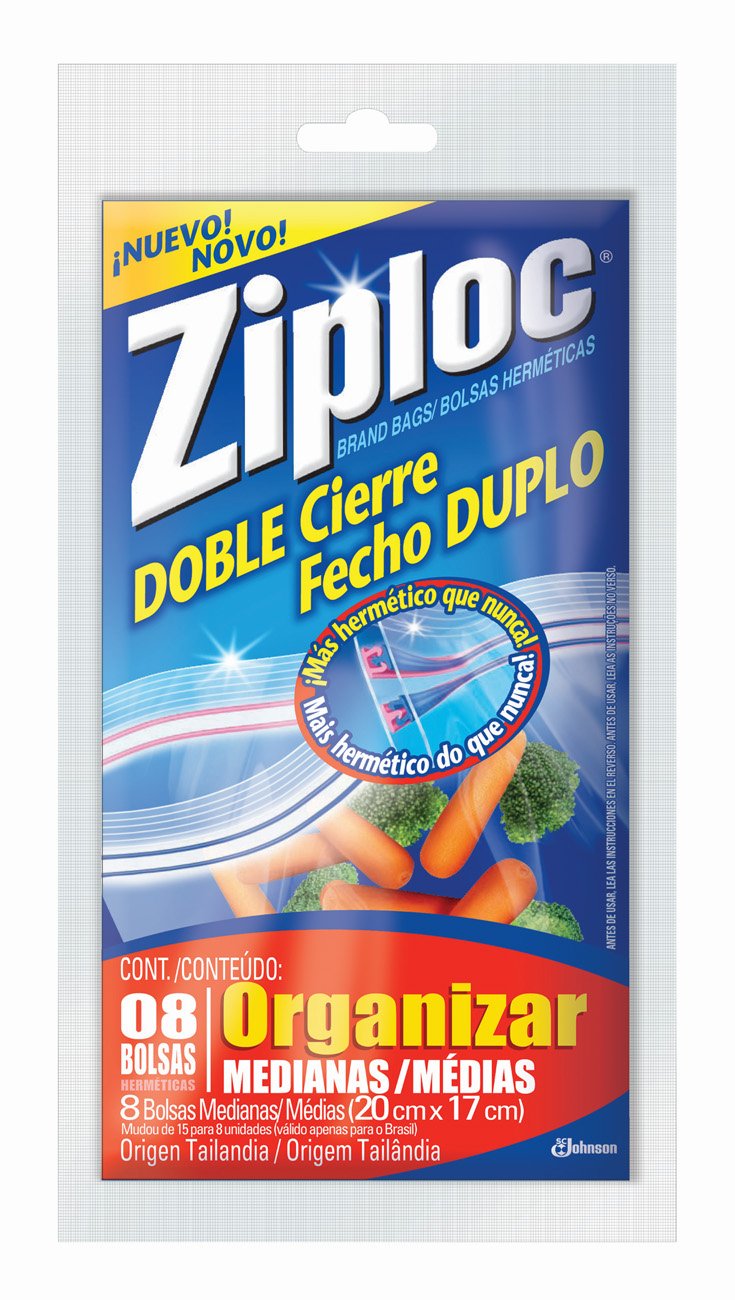 ¡NUEVO!
NOVO!
Ziploc®
BRAND BAGS/ BOLSAS HERMÉTICAS
DOBLE Cierre
Fecho DUPLO
¡Más hermético que nunca!
Mais hermético do que nunca!
ANTES DE USAR, LEA LAS INSTRUCCIONES EN EL REVERSO. ANTES DE USAR, LEIA AS INSTRUÇÕES NO VERSO.
CONT./CONTEÚDO:
08
BOLSAS
HERMÉTICAS
Organizar
MEDIANAS/MÉDIAS
8 Bolsas Medianas/ Médias (20 cm x 17 cm)
Mudou de 15 para 8 unidades (válido apenas para o Brasil)
Origen Tailandia / Origem Tailândia
SC Johnson